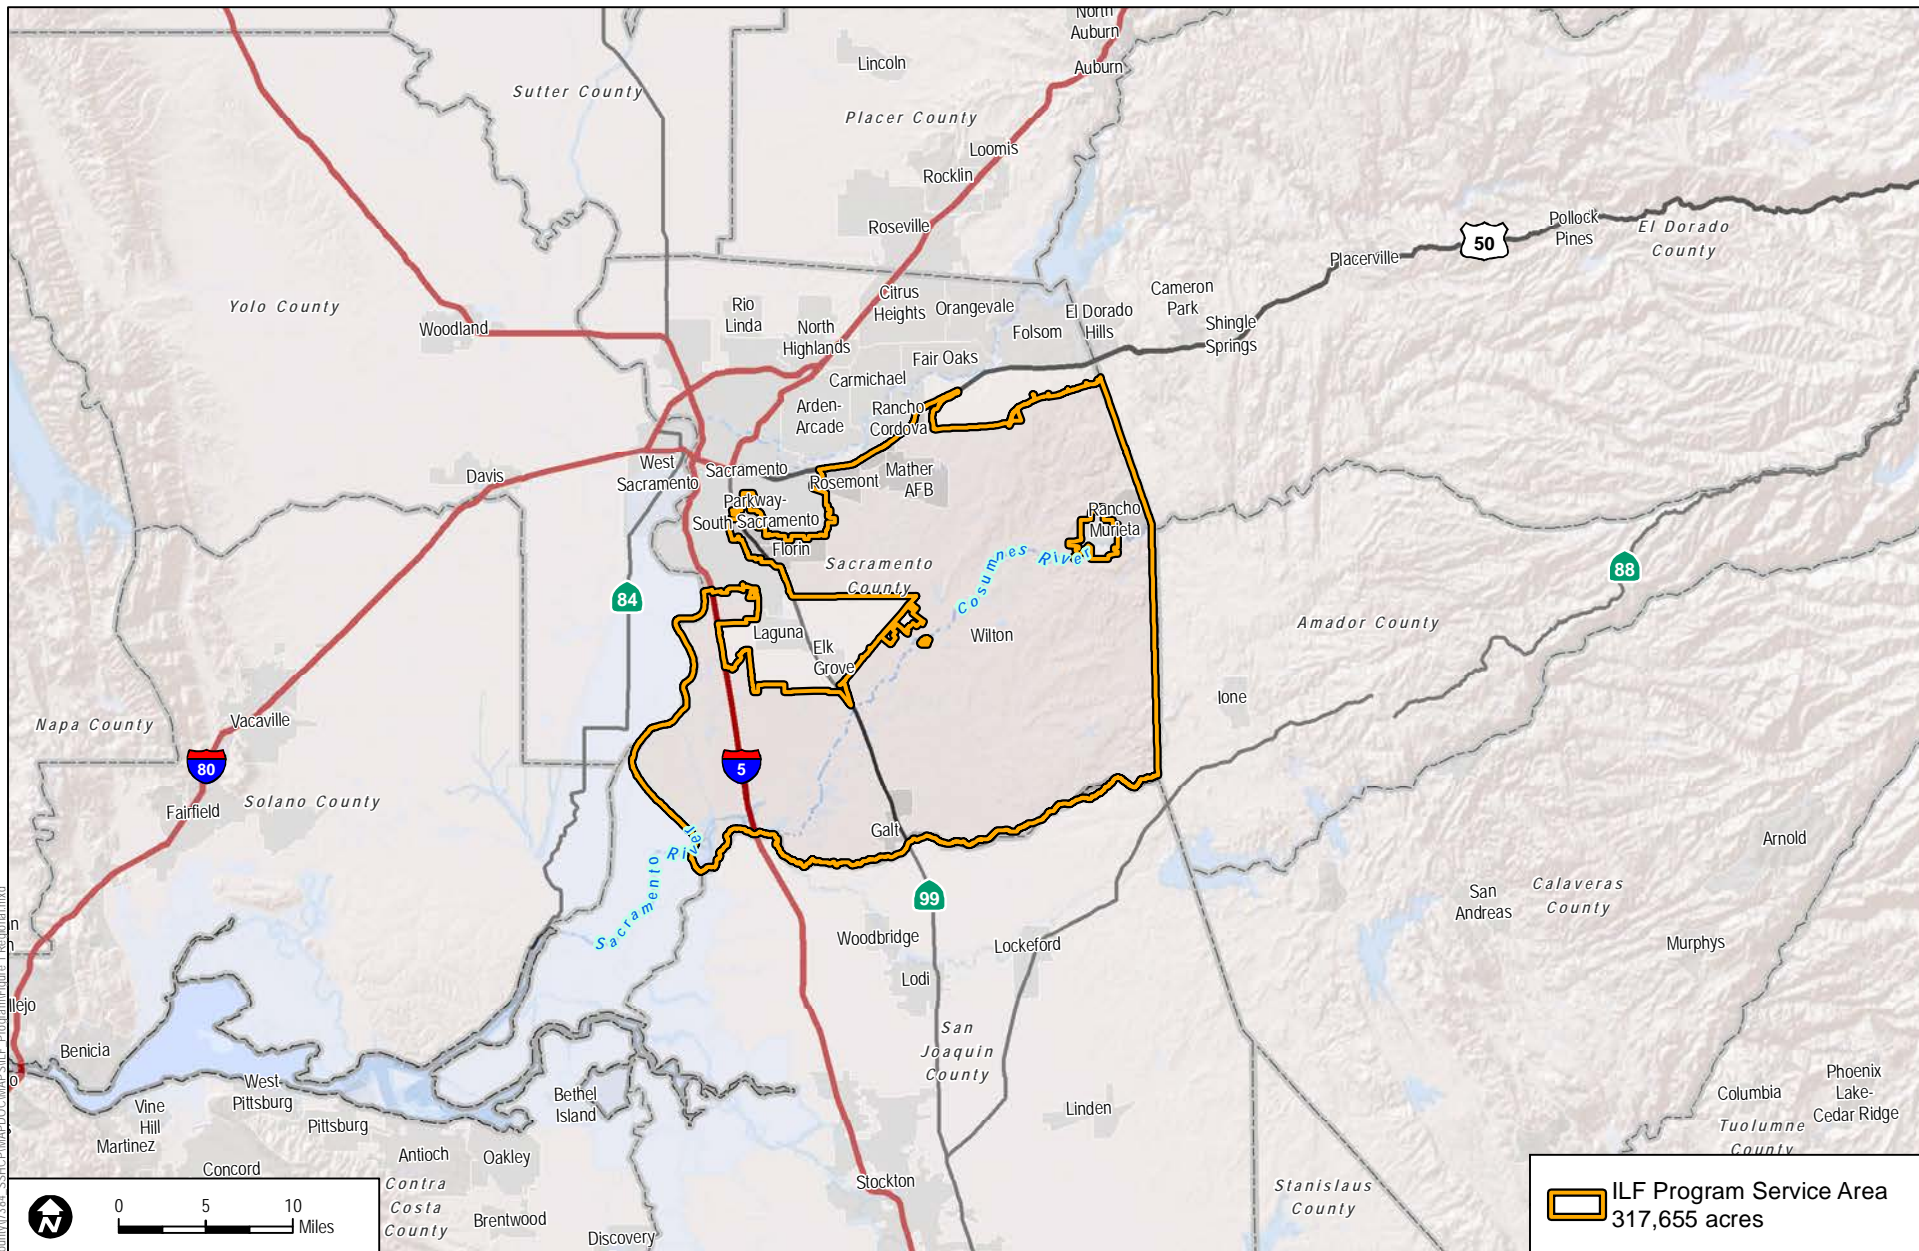 North
Auburn
Auburn
Lincoln
Sutter County
Placer County
Loomis
Rocklin
Roseville
Pollock
Pines
El Dorado
County
50
Placerville
Cameron
Park
Yolo County
Rio
Linda
Citrus
Heights
Orangevale
El Dorado
Hills
Shingle
Springs
Woodland
North
Highlands
Folsom
Fair Oaks
Carmichael
Arden-
Arcade
Rancho
Cordova
Davis
West
Sacramento
Sacramento
Rosemont
Mather
AFB
Parkway-
South Sacramento
Florin
Rancho
Murieta
Sacramento
County
Cosumnes River
84
88
Laguna
Elk
Grove
Wilton
Amador County
Ione
Napa County
Vacaville
80
5
Fairfield
Solano County
Galt
Sacramento River
Arnold
99
San
Andreas
Calaveras
County
Woodbridge
Lockeford
Murphys
Lodi
San
Joaquin
County
Benicia
West
Pittsburg
Bethel
Island
Linden
Columbia
Phoenix
Lake-
Cedar Ridge
Vine
Hill
Martinez
Pittsburg
Tuolumne
County
Antioch
Oakley
Concord
Contra
Costa
County
Brentwood
Discovery
Stockton
Stanislaus
County
N
0 5 10
Miles
ILF Program Service Area
317,655 acres